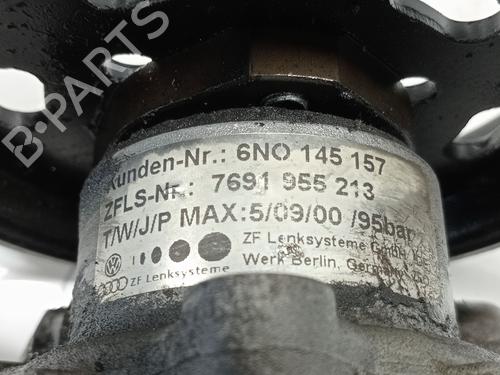 Kunden-Nr.: 6N0 145 157
ZFLS-Nr.: 7691 955 213
T/W/J/P MAX:5/09/00 /95bar
ZF Lenksysteme GmbH
Werk Berlin, Germany
ZF Lenksysteme